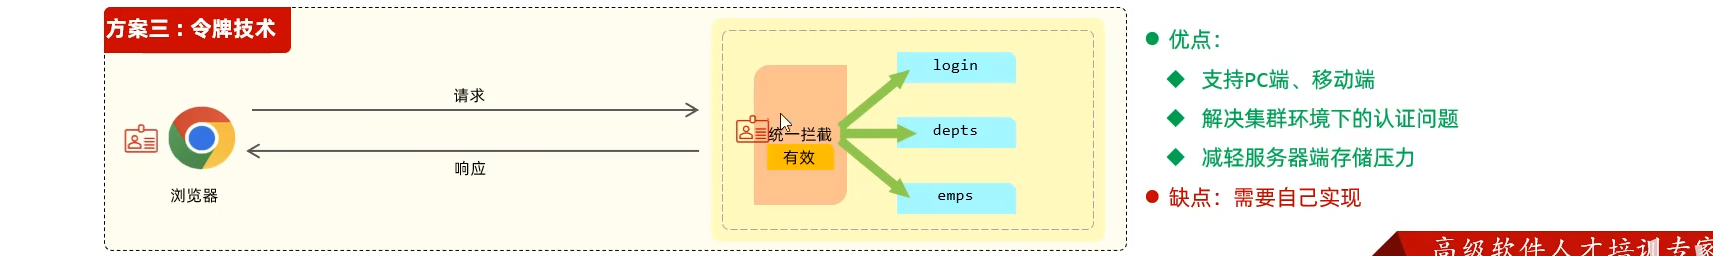 方案三：令牌技术
请求
响应
浏览器
统一拦截
有效
login
depts
emps
优点：
支持PC端、移动端
解决集群环境下的认证问题
减轻服务器端存储压力
缺点：需要自己实现
高级软件人才培训专家